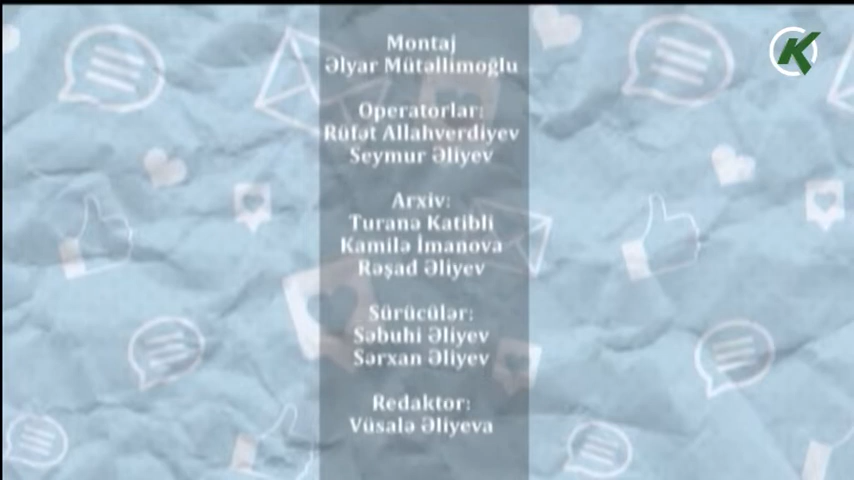 Montaj
Əlyar Mütəllimoğlu
Operatorlar:
Rüfət Allahverdiyev
Seymur Əliyev
Arxiv:
Turanə Katibli
Kamilə İmanova
Rəşad Əliyev
Sürücülər:
Səbuhi Əliyev
Sərxan Əliyev
Redaktor:
Vüsalə Əliyeva
K